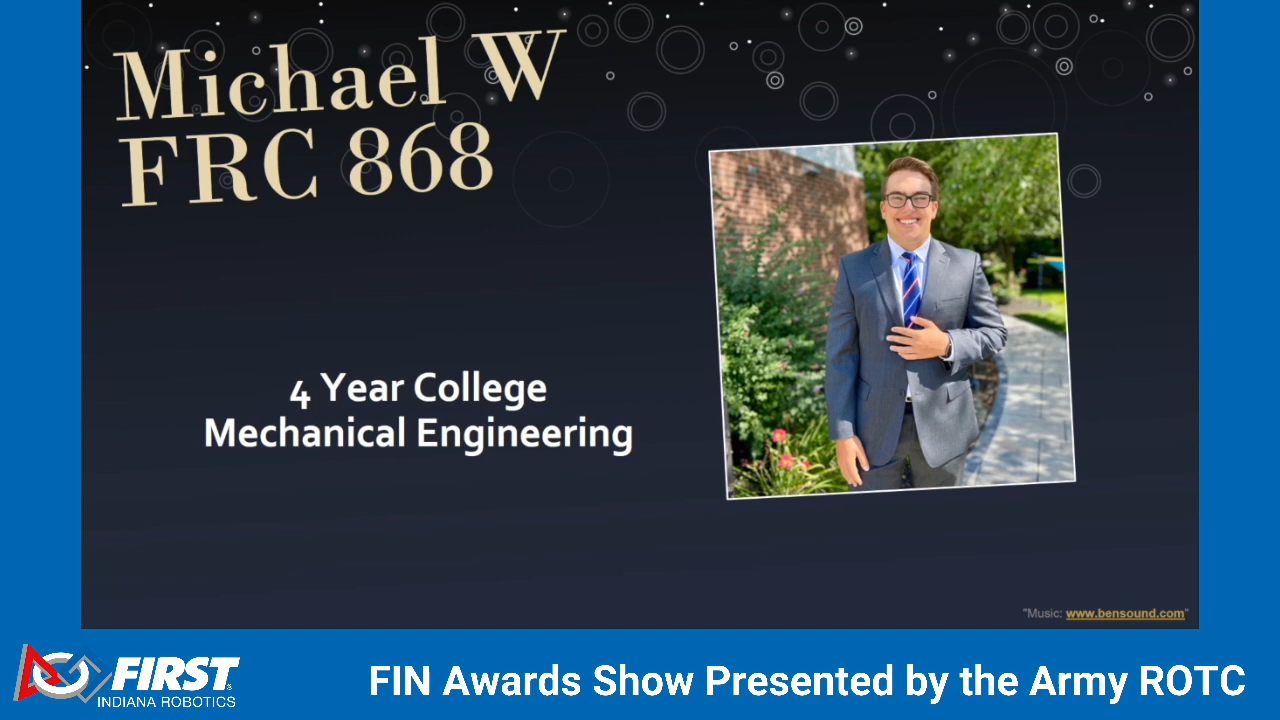 Michael W
FRC 868
4 Year College
Mechanical Engineering
"Music: www.bensound.com"
FIRST
INDIANA ROBOTICS
FIN Awards Show Presented by the Army ROTC